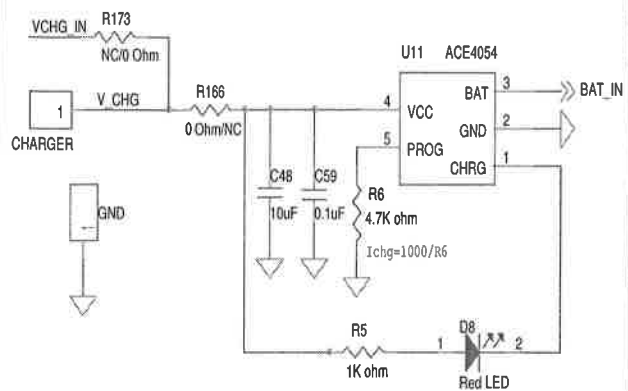 VCHG_IN
R173
NC/0 Ohm
V_CHG
1
CHARGER
R166
0 Ohm/NC
U11 ACE4054
4
VCC
5
PROG
BAT
3
BAT_IN
GND
2
CHRG
1
C48
10uF
C59
0.1uF
R6
4.7K ohm
Ichg=1000/R6
GND
1
R5
1K ohm
1
D8
2
Red LED